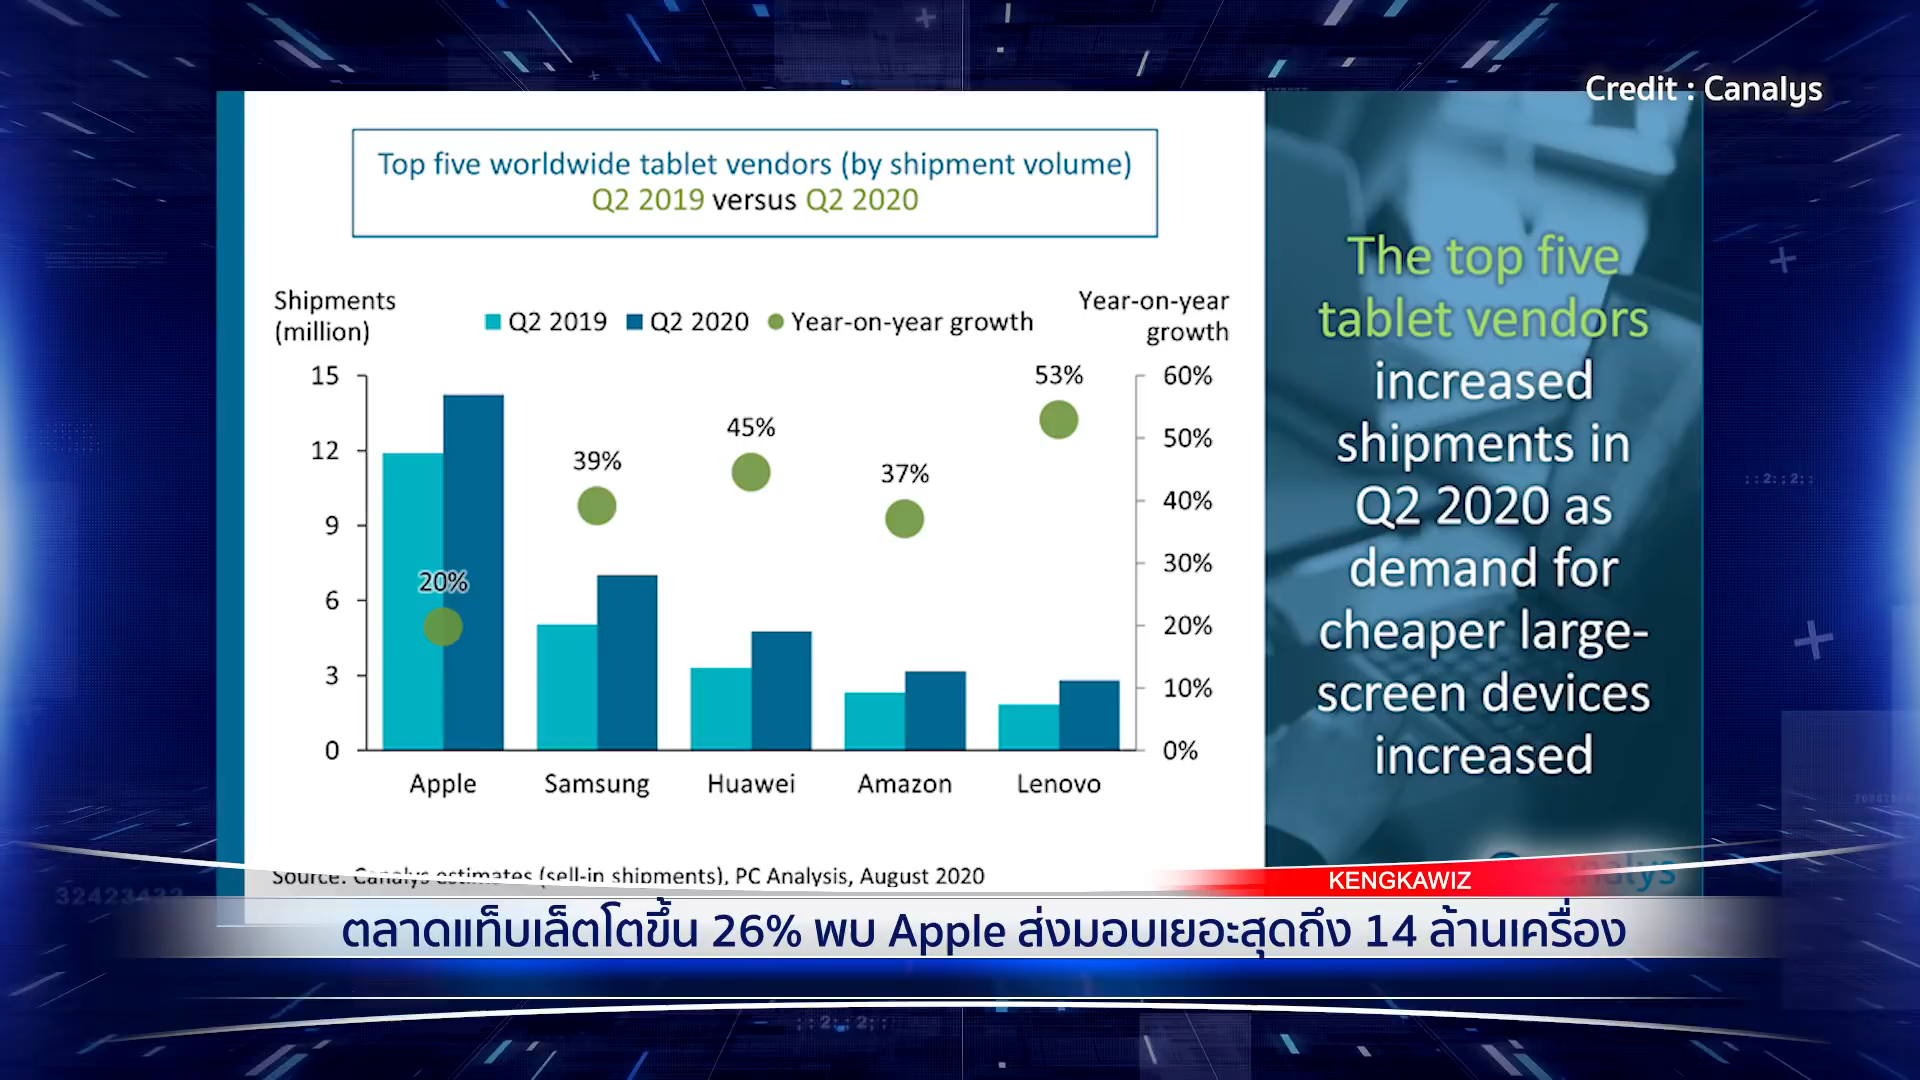 Credit : Canalys
Top five worldwide tablet vendors (by shipment volume)
Q2 2019 versus Q2 2020
Shipments
(million)
Q2 2019
Q2 2020
Year-on-year growth
Year-on-year
growth
15
12
9
6
3
0
20%
39%
45%
37%
53%
60%
50%
40%
30%
20%
10%
0%
Apple
Samsung
Huawei
Amazon
Lenovo
Source: Canalys estimates (sell-in shipments), PC Analysis, August 2020
The top five
tablet vendors
increased
shipments in
Q2 2020 as
demand for
cheaper large-
screen devices
increased
KENGKAWIZ
ตลาดแท็บเล็ตโตขึ้น 26% พบ Apple ส่งมอบเยอะสุดถึง 14 ล้านเครื่อง